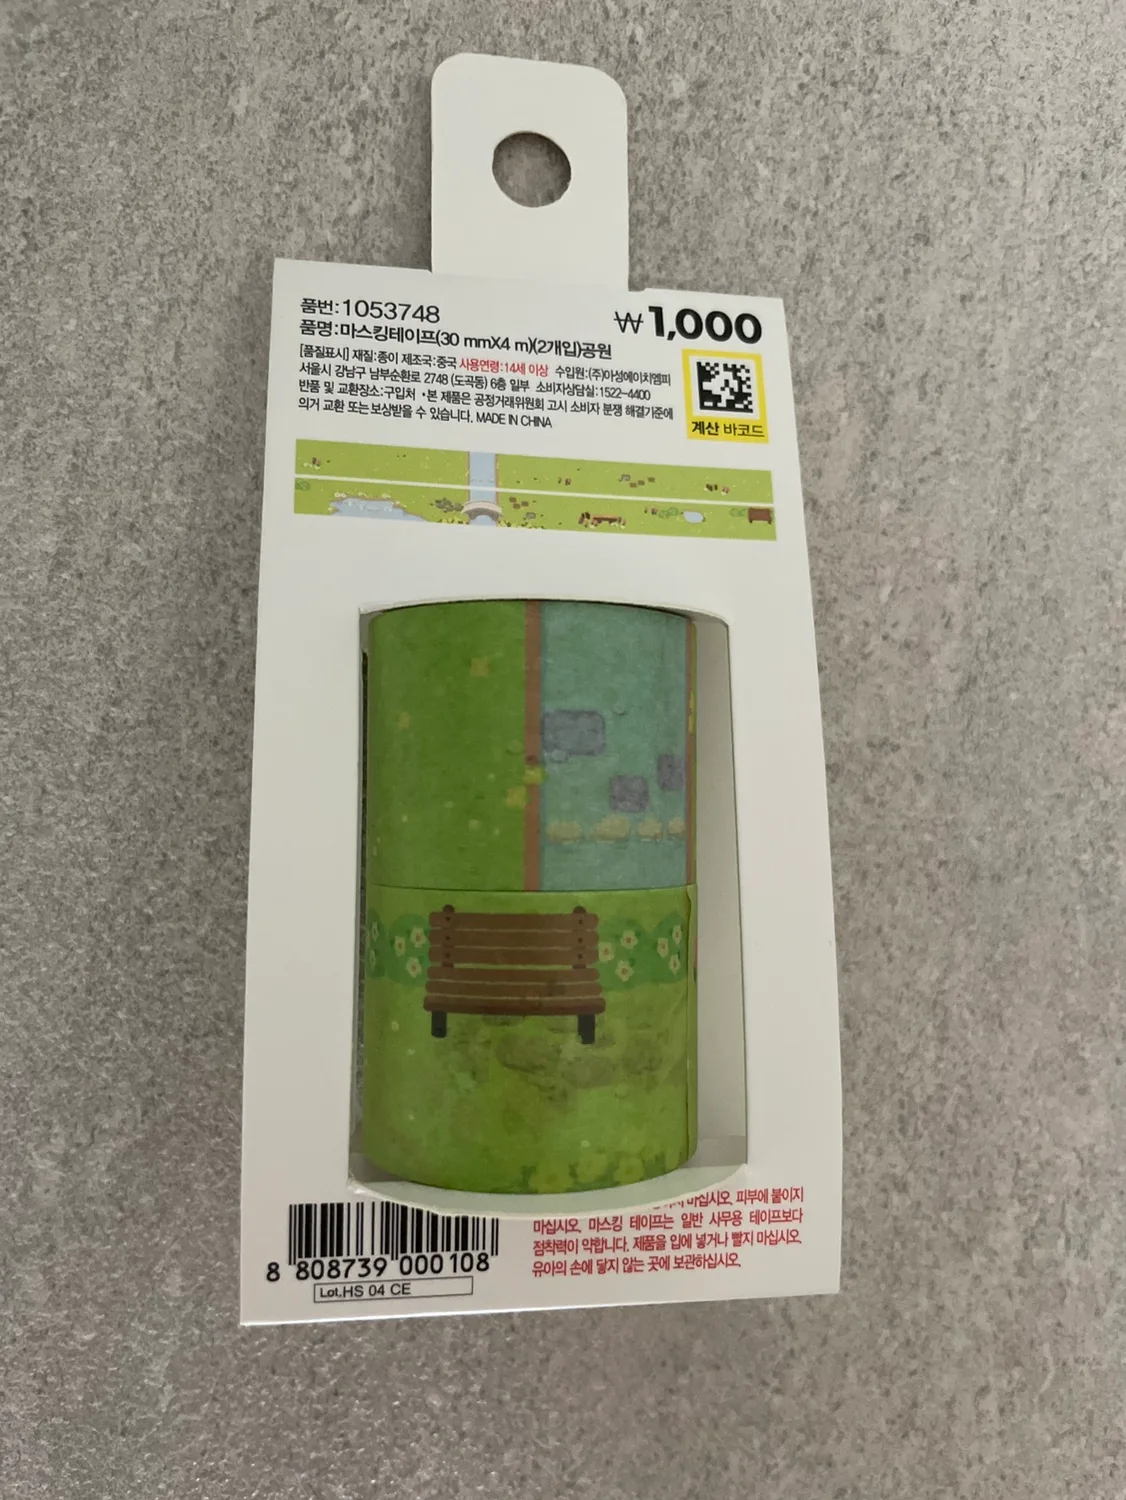 품번:1053748
₩1,000
품명:마스킹테이프(30 mmX4 m)(2개입)공원
[품질표시] 재질:종이 제조국:중국 사용연령:14세 이상 수입원:(주)아성에이치엠피
서울시 강남구 남부순환로 2748 (도곡동) 6층 일부 소비자상담실:1522-4400
반품 및 교환장소:구입처 •본 제품은 공정거래위원회 고시 소비자 분쟁 해결기준에
의거 교환 또는 보상받을 수 있습니다. MADE IN CHINA
계산 바코드
마십시오. 피부에 붙이지
마십시오. 마스킹 테이프는 일반 사무용 테이프보다
점착력이 약합니다. 제품을 입에 넣거나 빨지 마십시오.
유아의 손에 닿지 않는 곳에 보관하십시오.
8 808739 000108
Lot.HS 04 CE